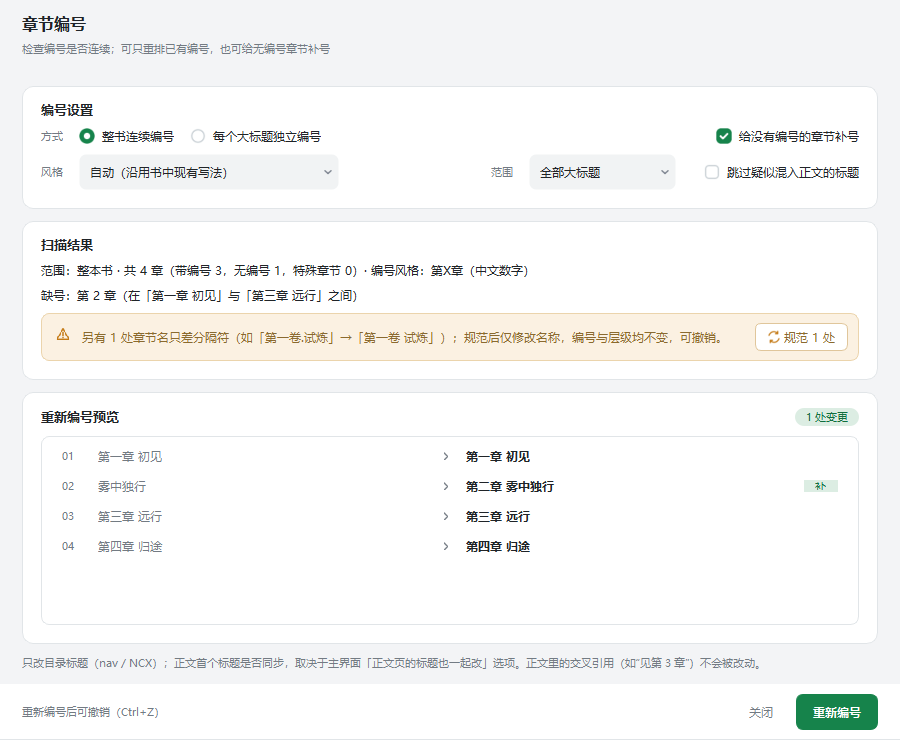 章节编号
检查编号是否连续；可只重排已有编号，也可给无编号章节补号
编号设置
方式 整书连续编号 每个大标题独立编号 给没有编号的章节补号
风格 自动（沿用书中现有写法） 范围 全部大标题 跳过疑似混入正文的标题
扫描结果
范围：整本书 · 共 4 章（带编号 3，无编号 1，特殊章节 0）· 编号风格：第X章（中文数字）
缺号：第 2 章（在「第一章 初见」与「第三章 远行」之间）
另有 1 处章节名只差分隔符（如「第一卷.试炼」→「第一卷 试炼」）；规范后仅修改名称，编号与层级均不变，可撤销。 规范 1 处
重新编号预览 1 处变更
01 第一章 初见 › 第一章 初见
02 雾中独行 › 第二章 雾中独行 补
03 第三章 远行 › 第三章 远行
04 第四章 归途 › 第四章 归途
只改目录标题（nav / NCX）；正文首个标题是否同步，取决于主界面「正文页的标题也一起改」选项。正文里的交叉引用（如“见第 3 章”）不会被改动。
重新编号后可撤销（Ctrl+Z） 关闭 重新编号